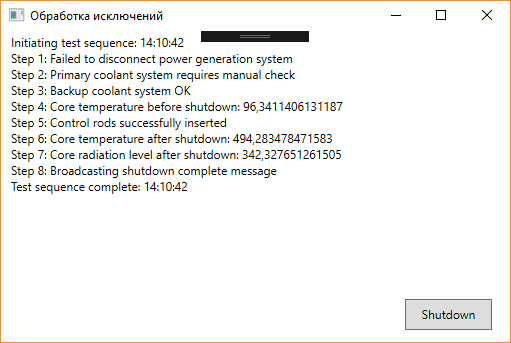 Обработка исключений
Initiating test sequence: 14:10:42
Step 1: Failed to disconnect power generation system
Step 2: Primary coolant system requires manual check
Step 3: Backup coolant system OK
Step 4: Core temperature before shutdown: 96,3411406131187
Step 5: Control rods successfully inserted
Step 6: Core temperature after shutdown: 494,283478471583
Step 7: Core radiation level after shutdown: 342,327651261505
Step 8: Broadcasting shutdown complete message
Test sequence complete: 14:10:42
Shutdown